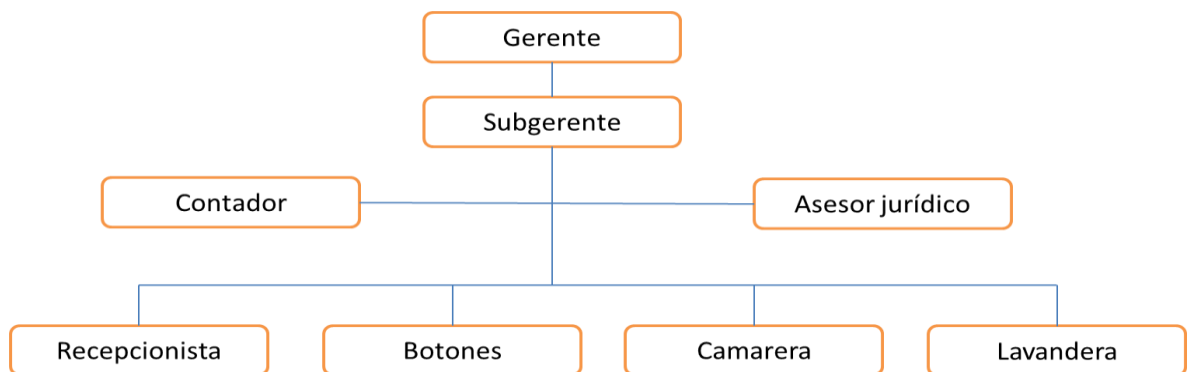 Gerente
Subgerente
Contador
Asesor jurídico
Recepcionista
Botones
Camarera
Lavandera